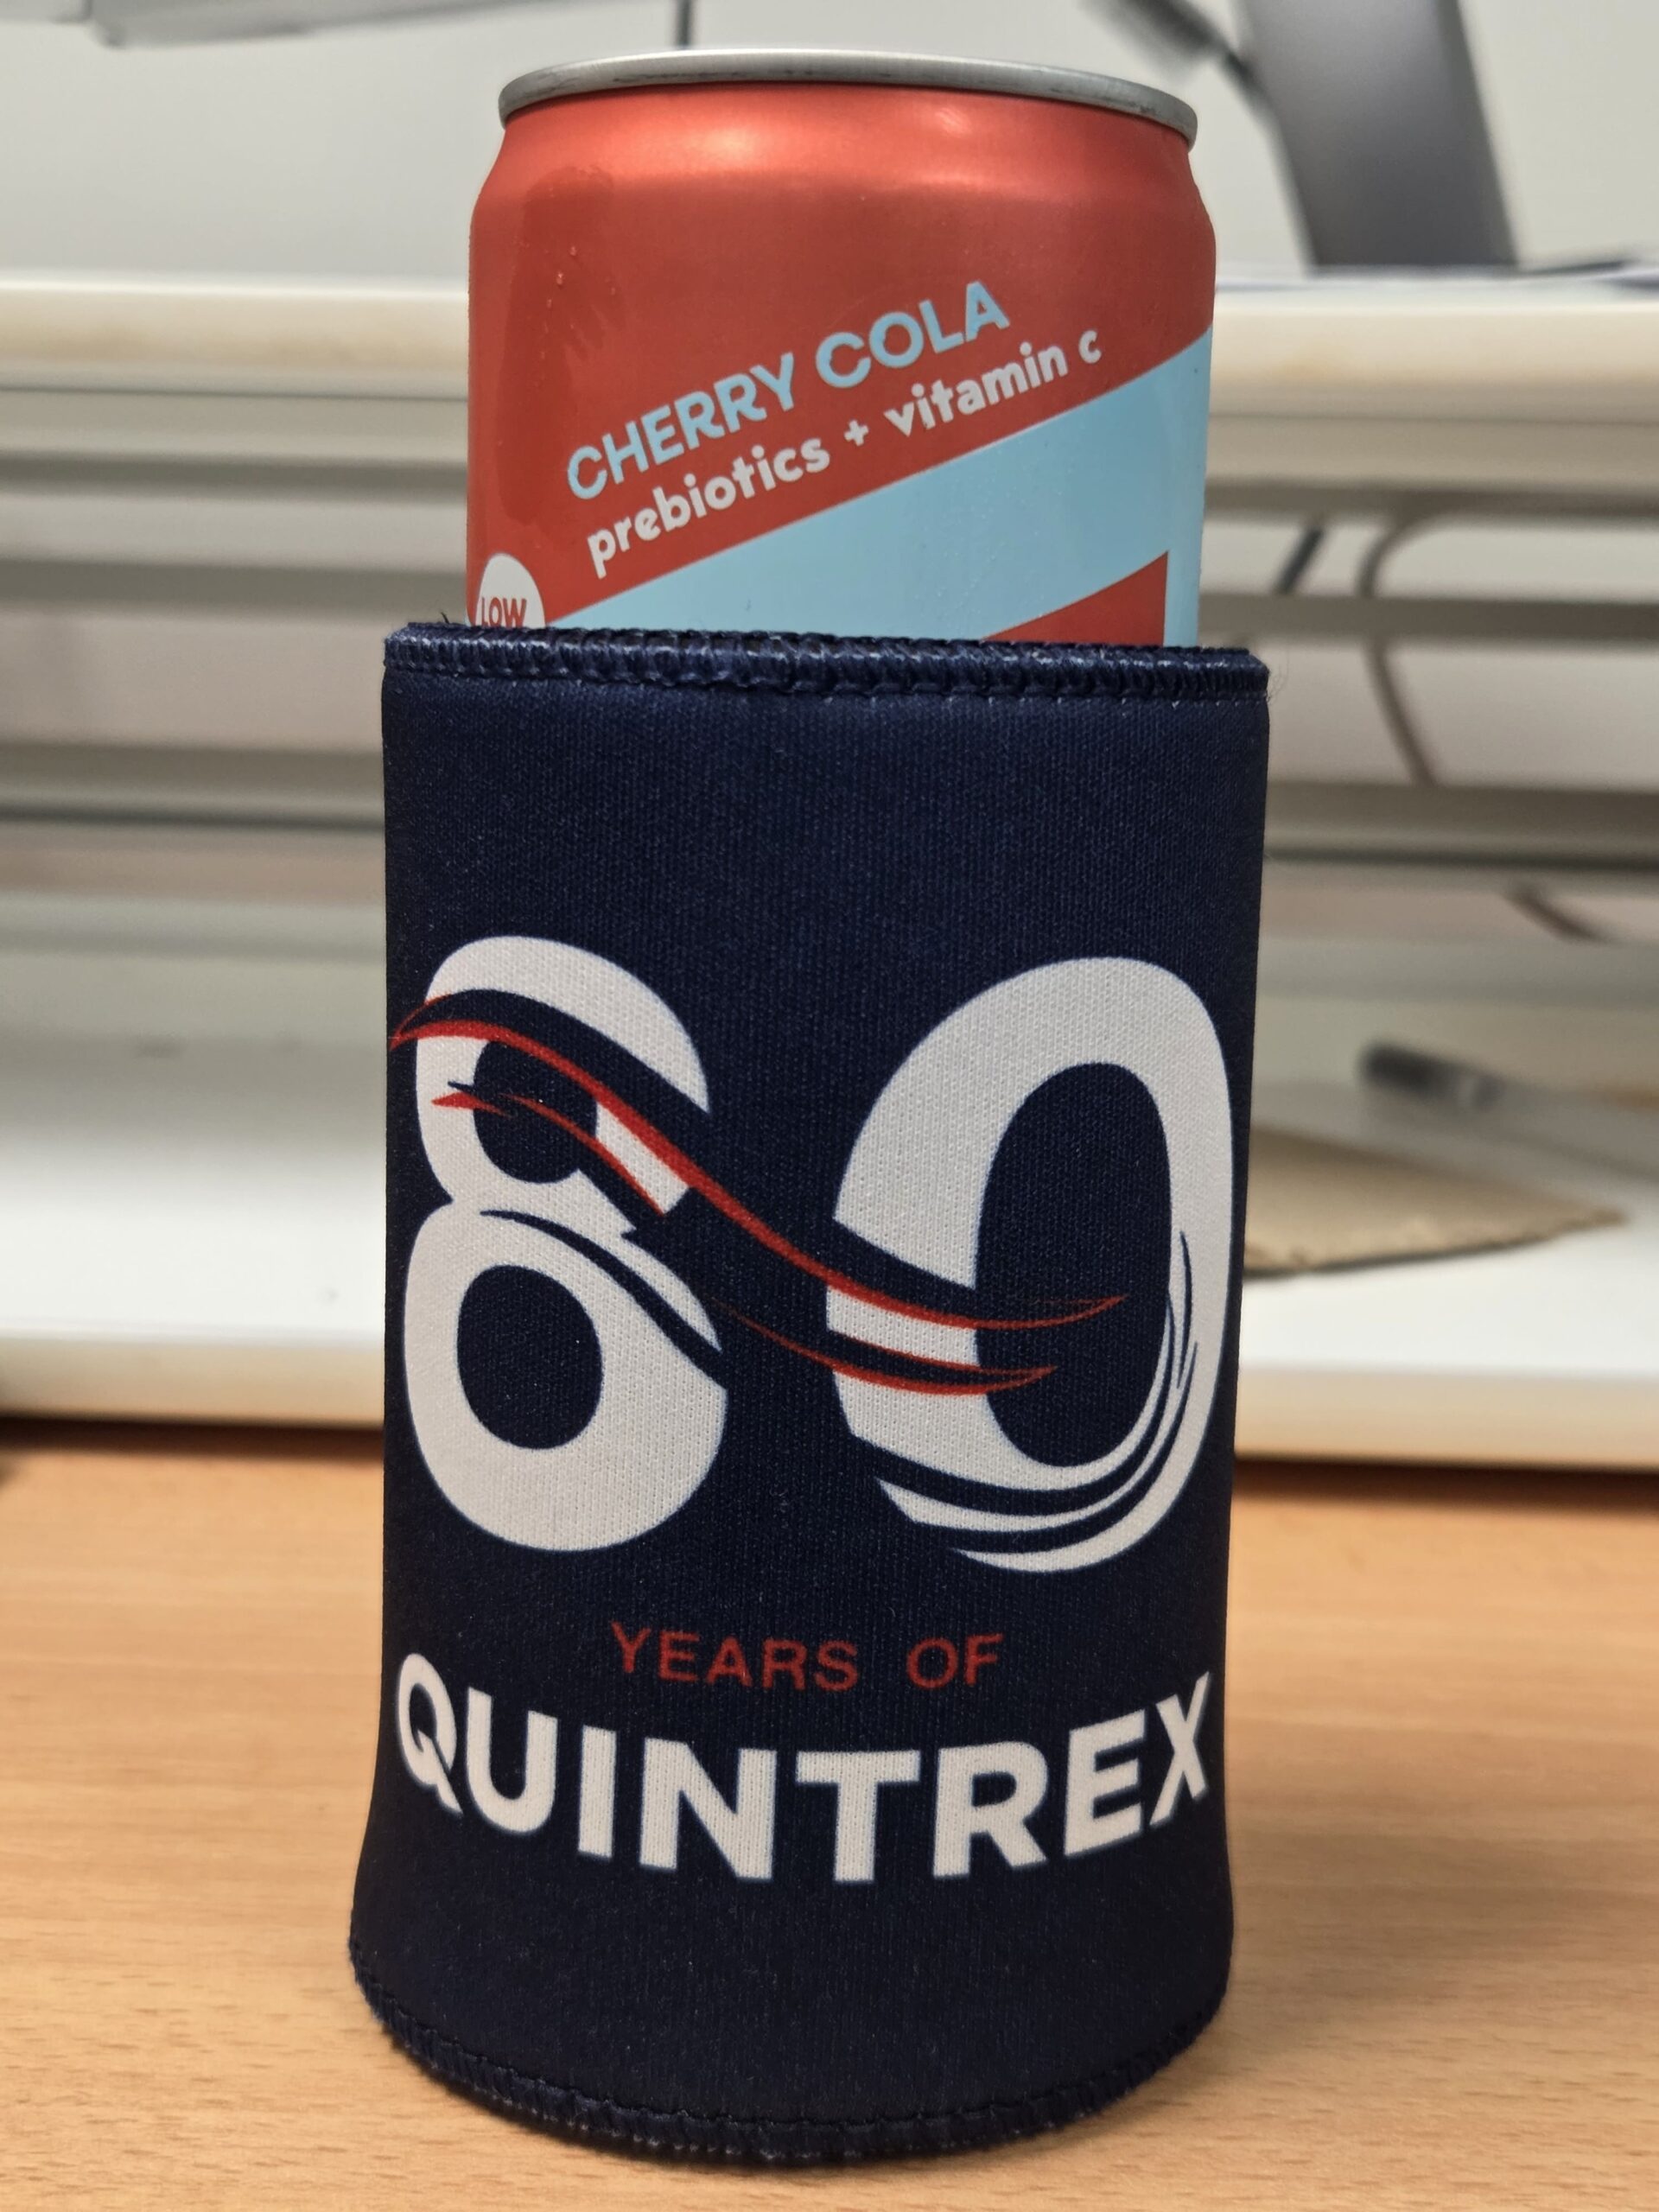 CHERRY COLA
prebiotics + vitamin c
LOW
80
YEARS OF
QUINTREX